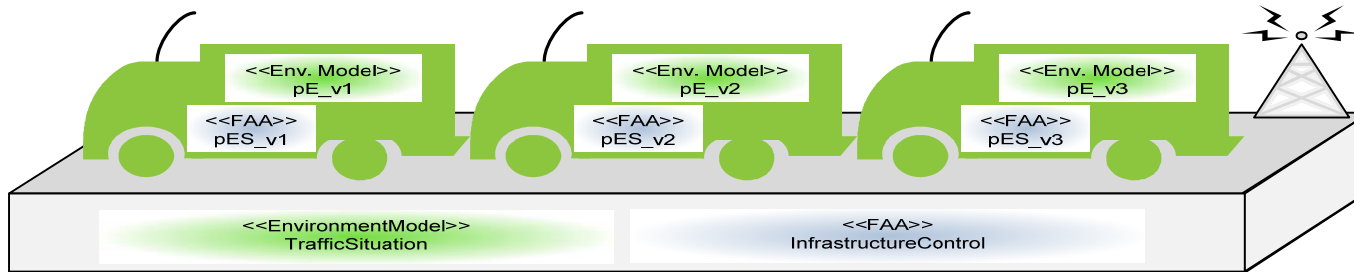 <<Env. Model>>
pE_v1
<<FAA>>
pES_v1
<<Env. Model>>
pE_v2
<<FAA>>
pES_v2
<<Env. Model>>
pE_v3
<<FAA>>
pES_v3
<<EnvironmentModel>>
TrafficSituation
<<FAA>>
InfrastructureControl